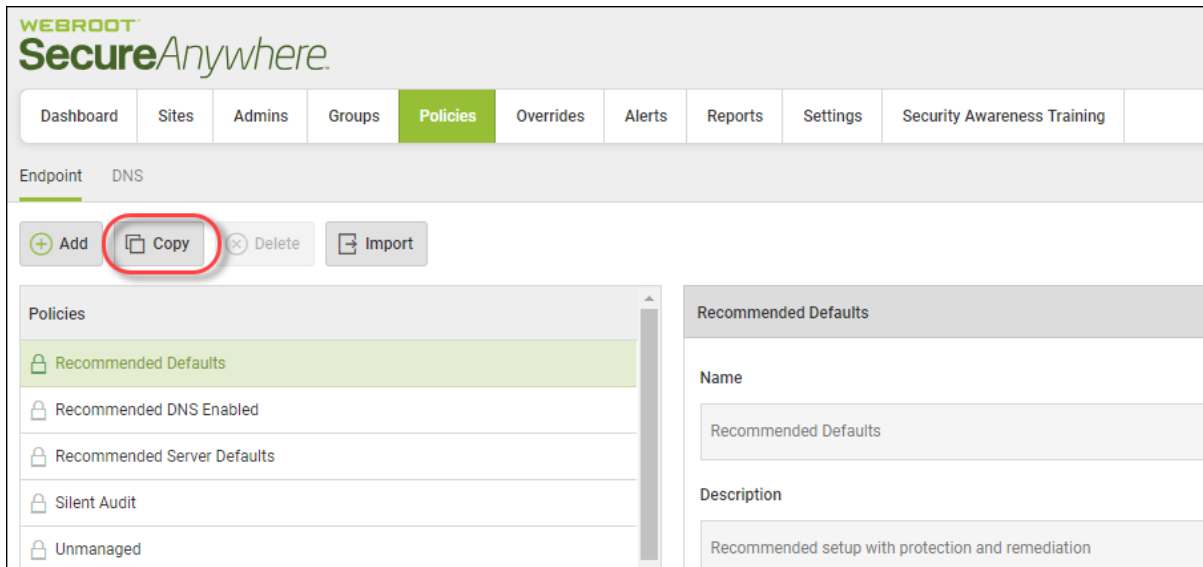 WEBROOT™
SecureAnywhere.
Dashboard Sites Admins Groups Policies Overrides Alerts Reports Settings Security Awareness Training
Endpoint DNS
Add Copy Delete Import
Policies
Recommended Defaults
Recommended DNS Enabled
Recommended Server Defaults
Silent Audit
Unmanaged
Recommended Defaults
Name
Recommended Defaults
Description
Recommended setup with protection and remediation